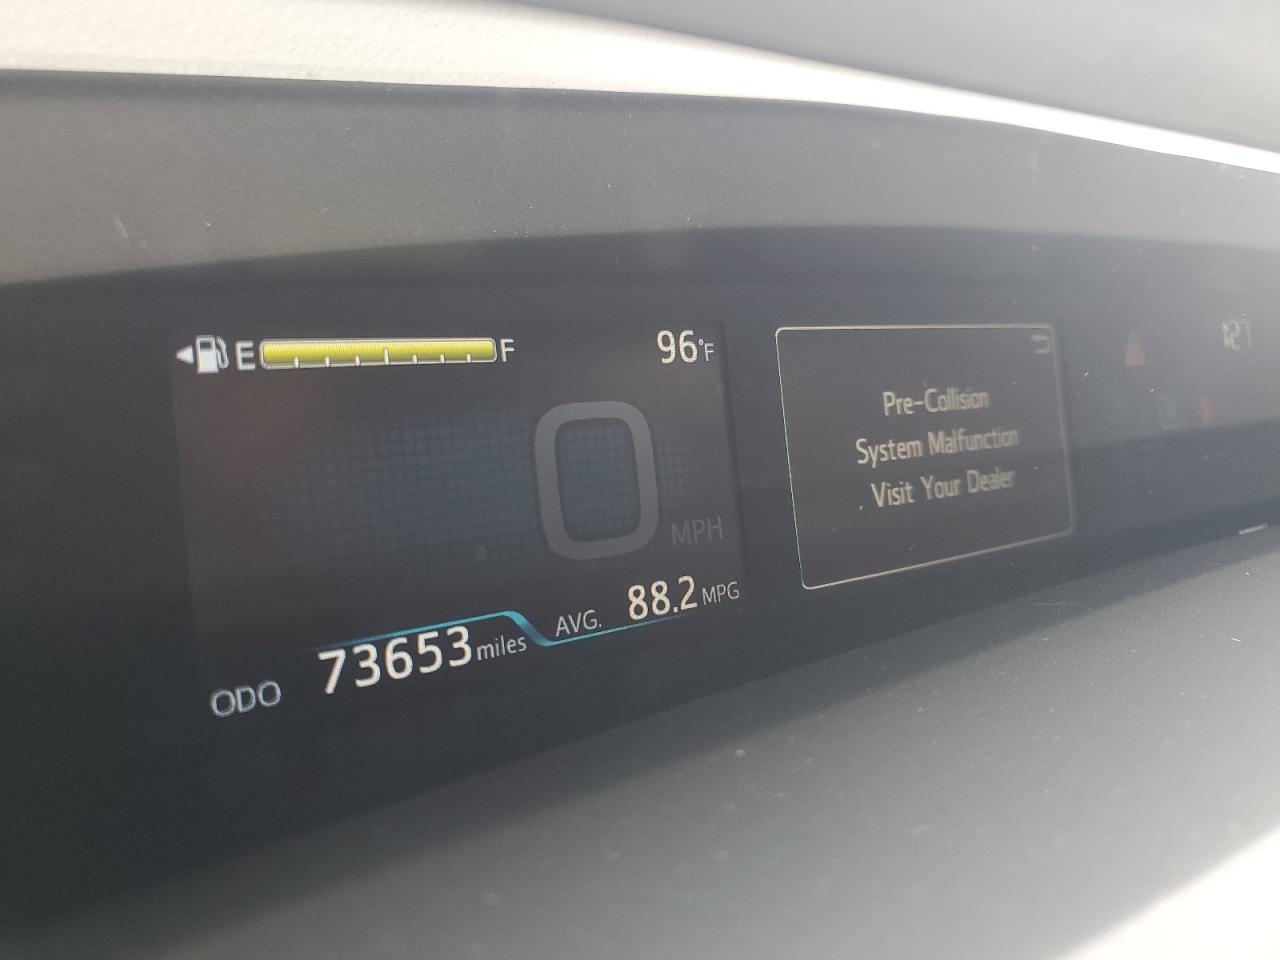 E F 96°F
0 MPH
AVG. 88.2 MPG
ODO 73653 miles
Pre-Collision
System Malfunction
Visit Your Dealer